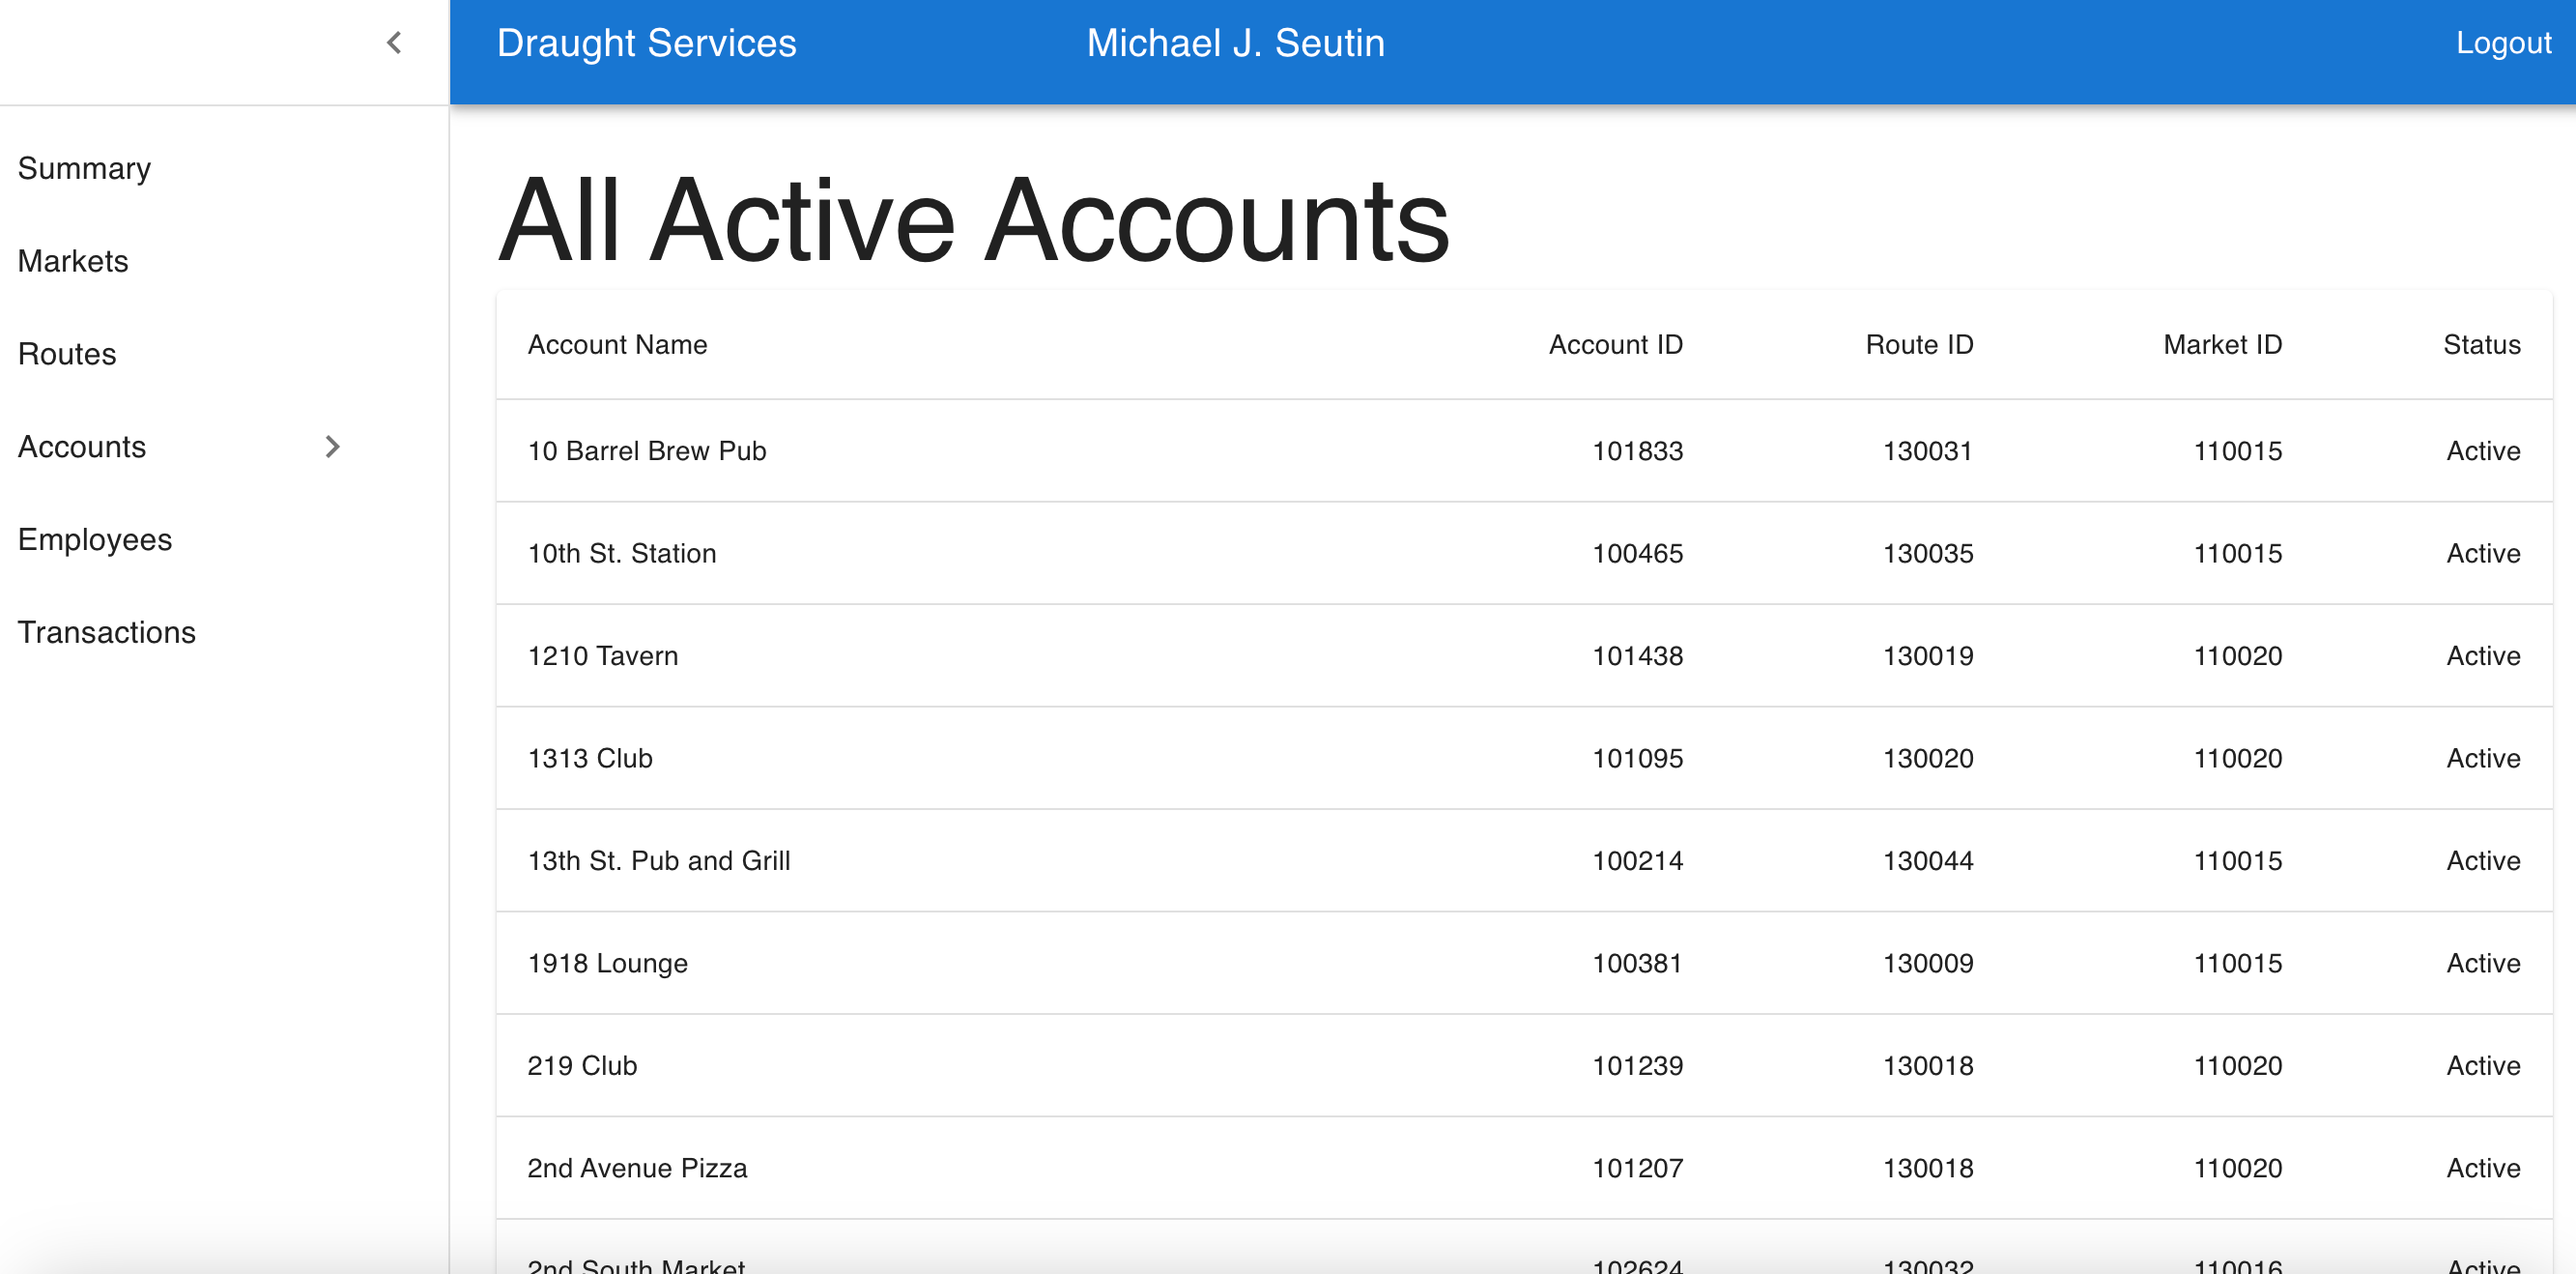 Draught Services Michael J. Seutin Logout
Summary
Markets
Routes
Accounts
Employees
Transactions
All Active Accounts
Account Name Account ID Route ID Market ID Status
10 Barrel Brew Pub 101833 130031 110015 Active
10th St. Station 100465 130035 110015 Active
1210 Tavern 101438 130019 110020 Active
1313 Club 101095 130020 110020 Active
13th St. Pub and Grill 100214 130044 110015 Active
1918 Lounge 100381 130009 110015 Active
219 Club 101239 130018 110020 Active
2nd Avenue Pizza 101207 130018 110020 Active
2nd South Market 102624 130032 110016 Active